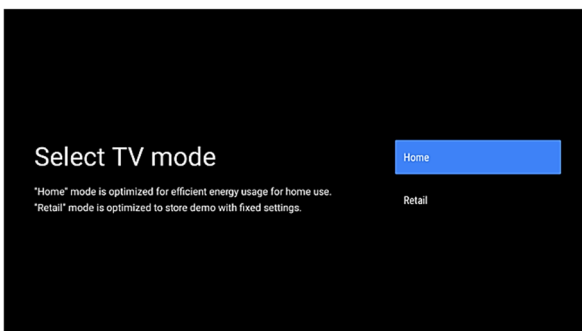 Select TV mode
"Home" mode is optimized for efficient energy usage for home use.
"Retail" mode is optimized to store demo with fixed settings.
Home
Retail